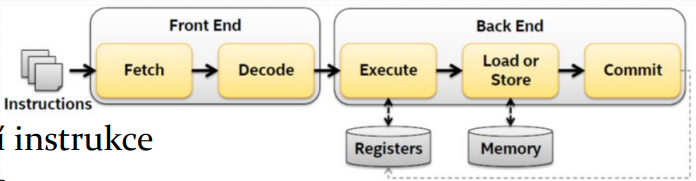 Front End
Back End
Fetch
Decode
Execute
Load or
Store
Commit
Instructions
í instrukce
Registers
Memory